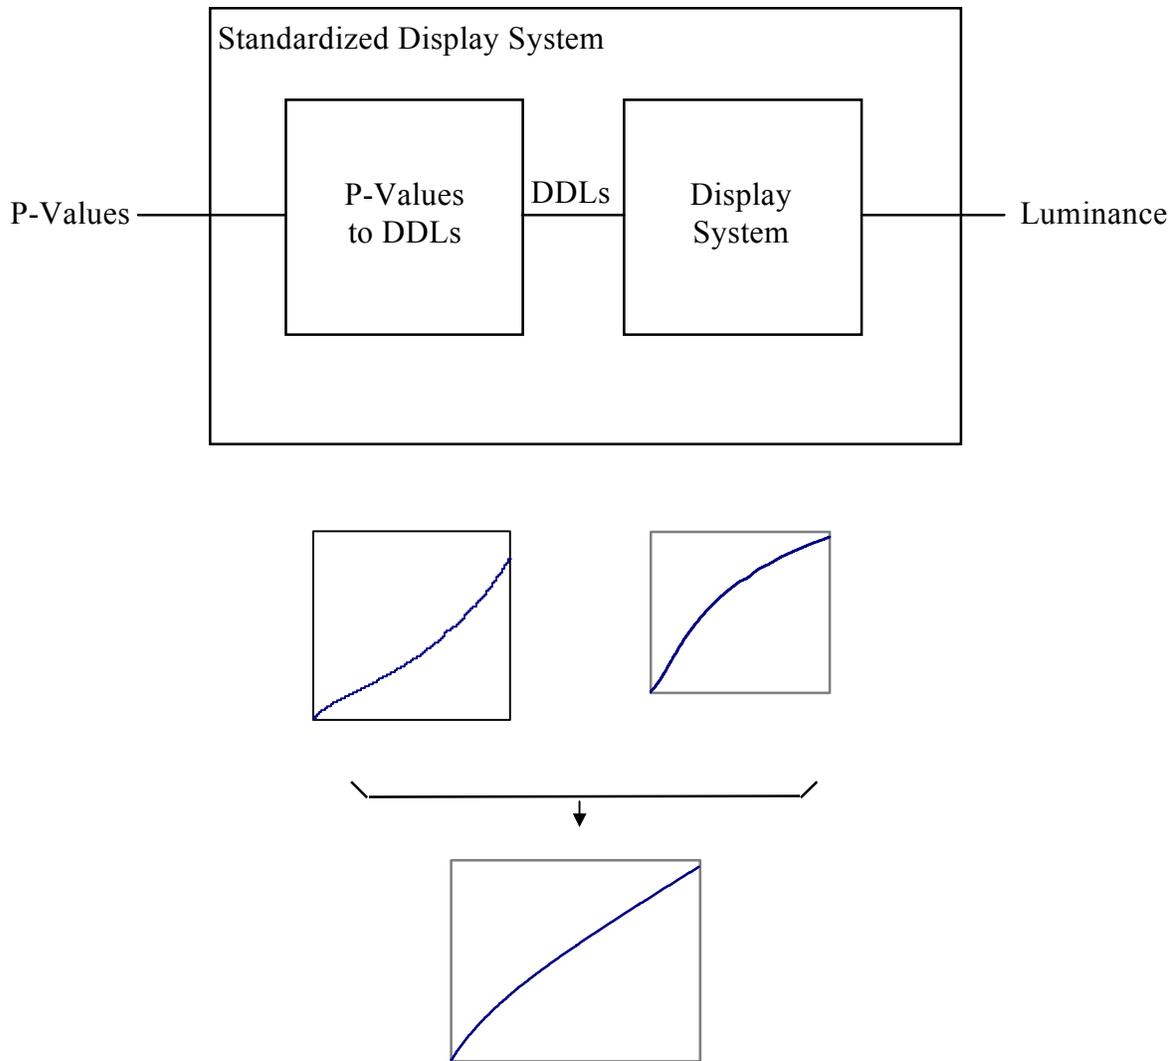 Standardized Display System
P-Values
P-Values
to DDLs
DDLs
Display
System
Luminance